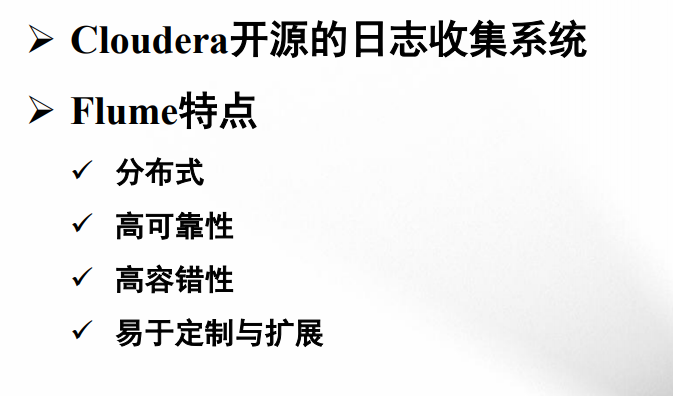 ➢ Cloudera开源的日志收集系统
➢ Flume特点
✓ 分布式
✓ 高可靠性
✓ 高容错性
✓ 易于定制与扩展